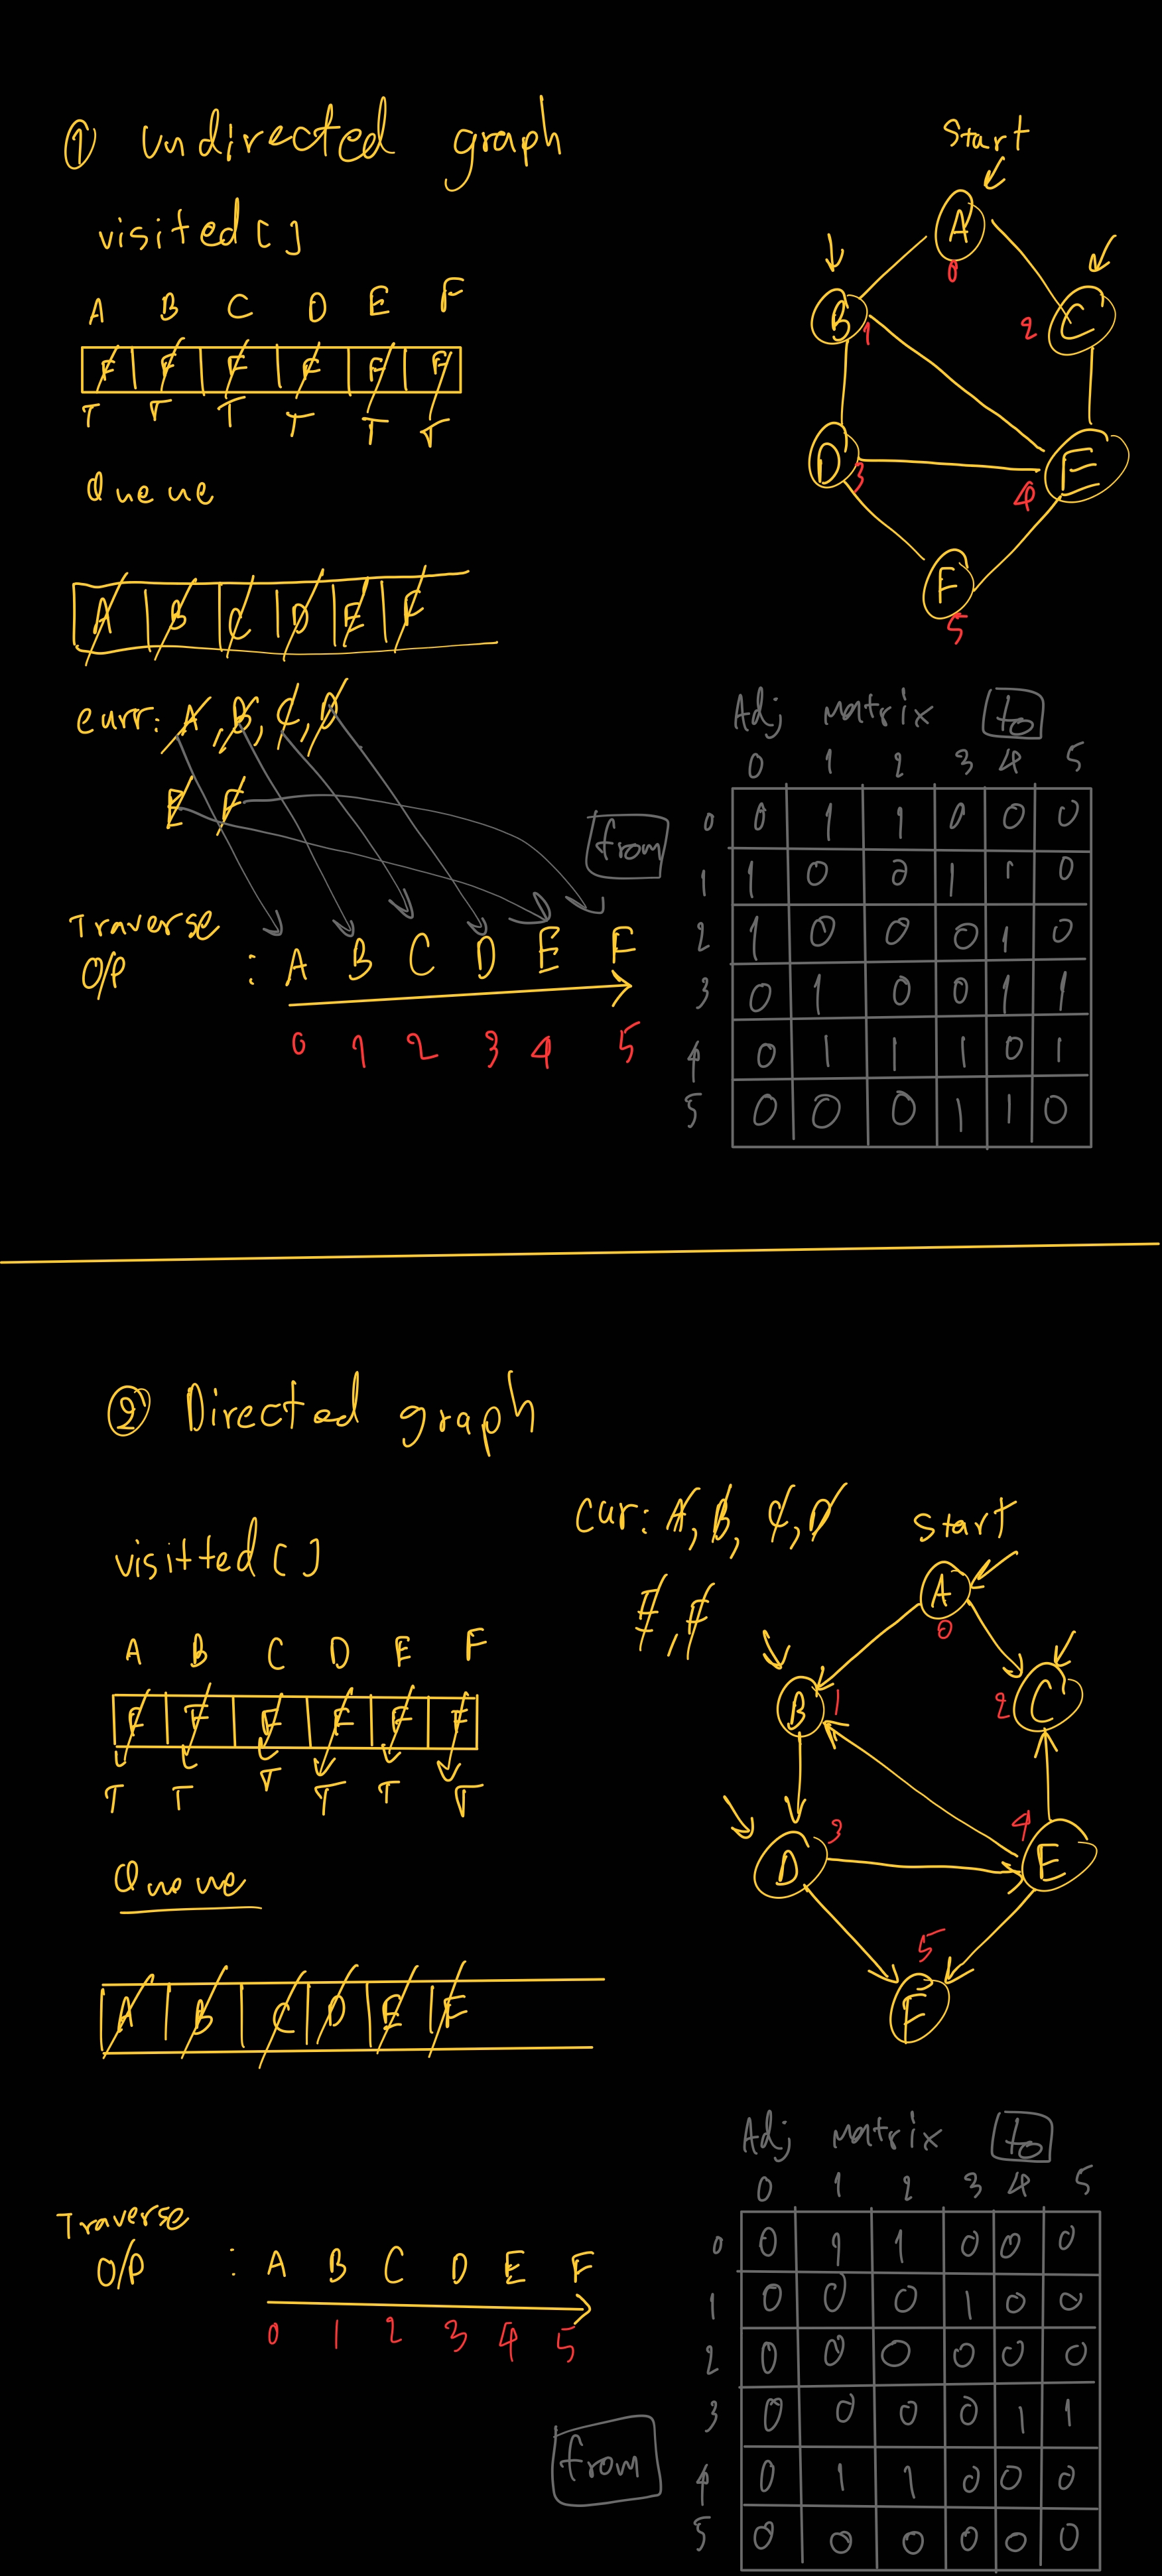 ① Undirected graph
visited[]
A B C D E F
F F F F F F
T T T T T T
Queue
A B C D E F
curr: A, B, C, D
E F
Traverse
O/P : A B C D E F
0 1 2 3 4 5
Start
A
0
B
1
2
C
D
3
4
E
F
5
Adj matrix to
0 1 2 3 4 5
from
0 0 1 1 0 0 0
1 1 0 0 1 1 0
2 1 0 0 0 1 0
3 0 1 0 0 1 1
4 0 1 1 1 0 1
5 0 0 0 1 1 0
② Directed graph
visitted[]
A B C D E F
F F F F F F
T T T T T T
Queue
A B C D E F
Cur: A, B, C, D
E, F
Start
A
0
B
1
2
C
D
3
4
E
5
F
Traverse
O/P : A B C D E F
0 1 2 3 4 5
Adj matrix to
0 1 2 3 4 5
from
0 0 1 1 0 0 0
1 0 0 0 1 0 0
2 0 0 0 0 0 0
3 0 0 0 0 1 1
4 0 1 1 0 0 0
5 0 0 0 0 0 0